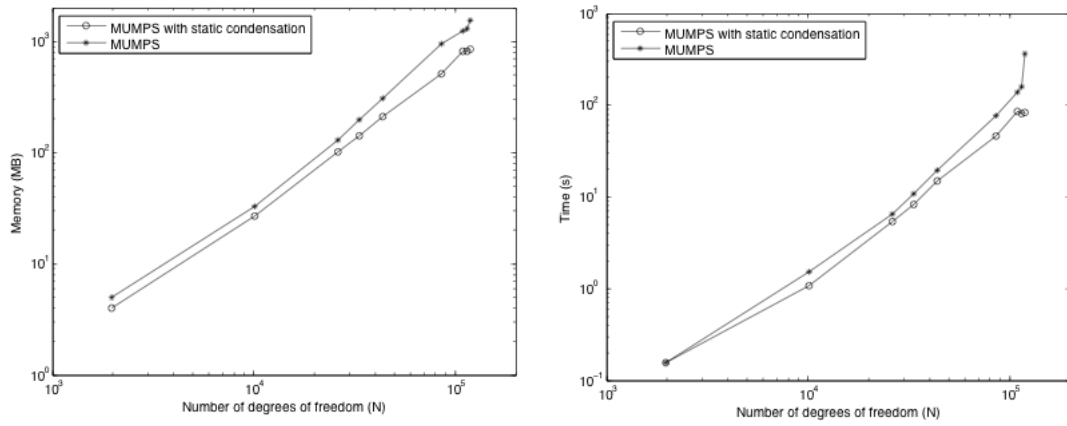 MUMPS with static condensation
MUMPS
10^3
10^2
10^1
10^0
Memory (MB)
10^3
10^4
10^5
Number of degrees of freedom (N)
MUMPS with static condensation
MUMPS
10^3
10^2
10^1
10^0
10^-1
Time (s)
10^3
10^4
10^5
Number of degrees of freedom (N)